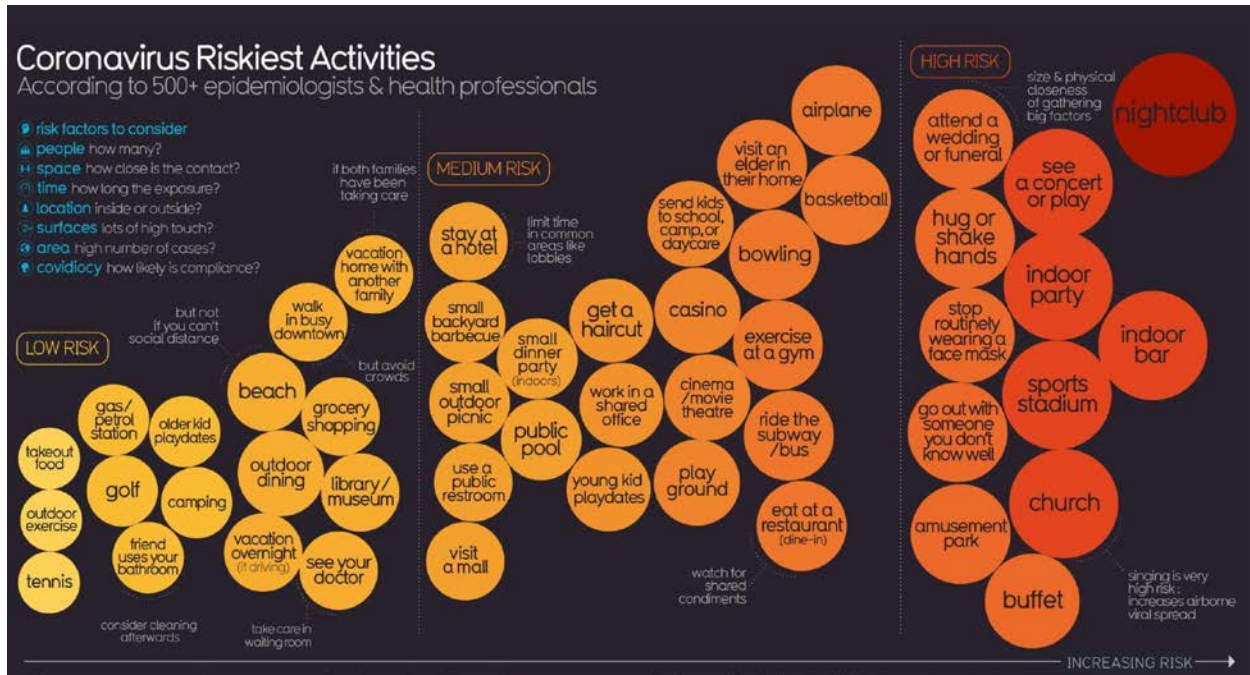 Coronavirus Riskiest Activities
According to 500+ epidemiologists & health professionals
risk factors to consider
people how many?
space how close is the contact?
time how long the exposure?
location inside or outside?
surfaces lots of high touch?
area high number of cases?
covidiocy how likely is compliance?
LOW RISK
takeout
food
outdoor
exercise
tennis
gas/
petrol
station
golf
friend
uses your
bathroom
consider cleaning
afterwards
older kid
playdates
camping
but not
if you can't
social distance
beach
outdoor
dining
vacation
overnight
(if driving)
walk
in busy
downtown
but avoid
crowds
grocery
shopping
library/
museum
see your
doctor
take care in
waiting room
if both families
have been
taking care
vacation
home with
another
family
MEDIUM RISK
stay at
a hotel
limit time
in common
areas like
lobbies
small
backyard
barbecue
small
outdoor
picnic
use a
public
restroom
visit
a mall
small
dinner
party
(indoors)
public
pool
get a
haircut
work in a
shared
office
young kid
playdates
send kids
to school,
camp, or
daycare
casino
cinema
/movie
theatre
play
ground
visit an
elder in
their home
bowling
exercise
at a gym
ride the
subway
/bus
eat at a
restaurant
(dine-in)
watch for
shared
condiments
airplane
basketball
HIGH RISK
size & physical
closeness
of gathering
big factors
attend a
wedding
or funeral
hug or
shake
hands
stop
routinely
wearing a
face mask
go out with
someone
you don't
know well
amusement
park
buffet
see
a concert
or play
indoor
party
sports
stadium
church
singing is very
high risk:
increases airborne
viral spread
nightclub
indoor
bar
INCREASING RISK